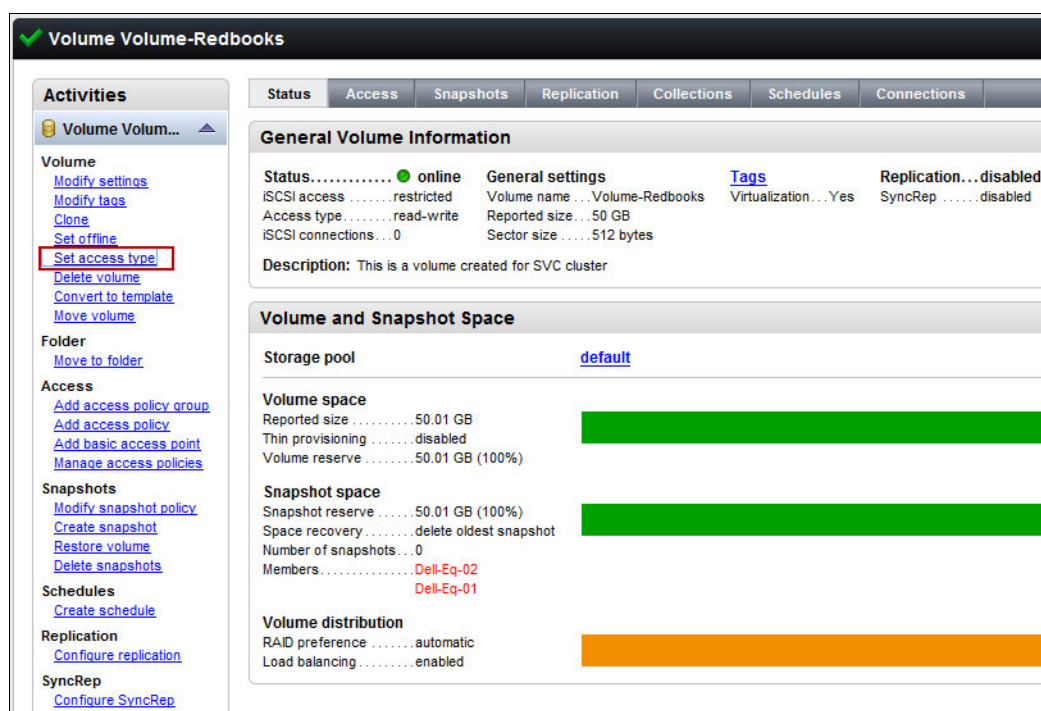 Volume Volume-Redbooks
Activities
Volume Volum...
Volume
Modify settings
Modify tags
Clone
Set offline
Set access type
Delete volume
Convert to template
Move volume
Folder
Move to folder
Access
Add access policy group
Add access policy
Add basic access point
Manage access policies
Snapshots
Modify snapshot policy
Create snapshot
Restore volume
Delete snapshots
Schedules
Create schedule
Replication
Configure replication
SyncRep
Configure SyncRep
Status Access Snapshots Replication Collections Schedules Connections
General Volume Information
Status............. online General settings Tags Replication...disabled
iSCSI access .......restricted Volume name ...Volume-Redbooks Virtualization...Yes SyncRep ......disabled
Access type........read-write Reported size...50 GB
iSCSI connections...0 Sector size .....512 bytes
Description: This is a volume created for SVC cluster
Volume and Snapshot Space
Storage pool default
Volume space
Reported size ..........50.01 GB
Thin provisioning .......disabled
Volume reserve ........50.01 GB (100%)
Snapshot space
Snapshot reserve ......50.01 GB (100%)
Space recovery........delete oldest snapshot
Number of snapshots...0
Members...............Dell-Eq-02
Dell-Eq-01
Volume distribution
RAID preference .......automatic
Load balancing.........enabled